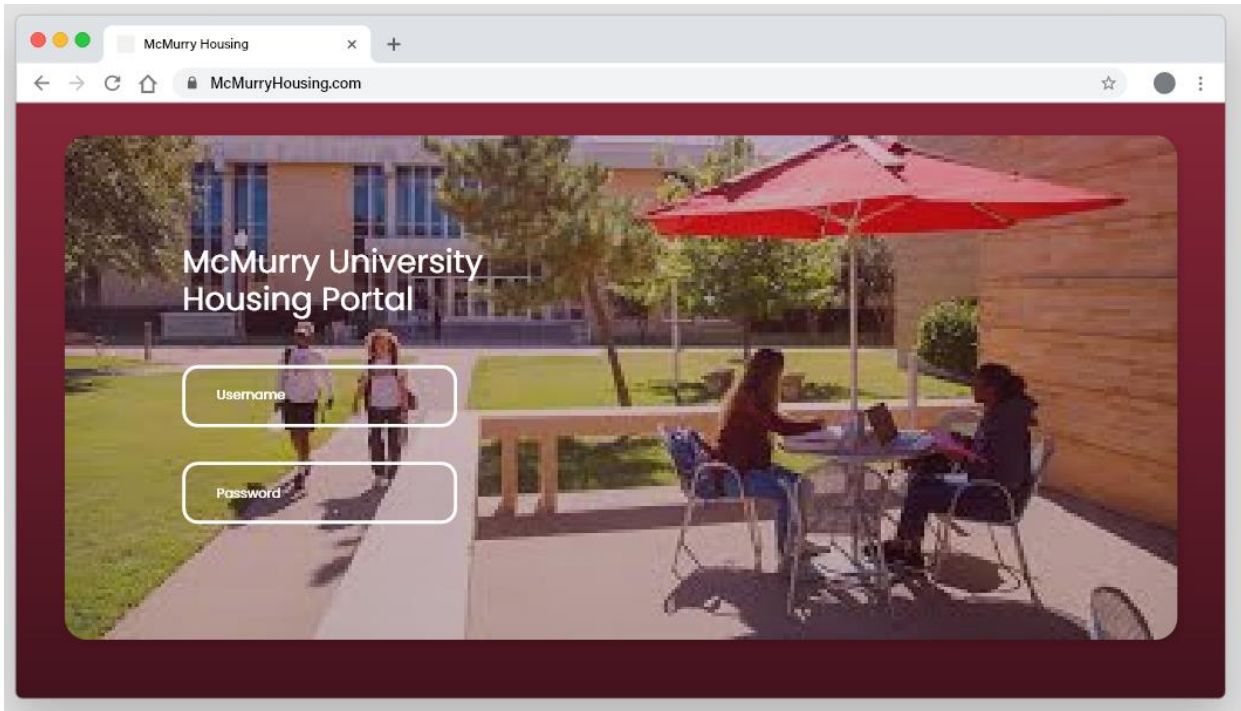 McMurry Housing
McMurryHousing.com
McMurry University
Housing Portal
Username
Password